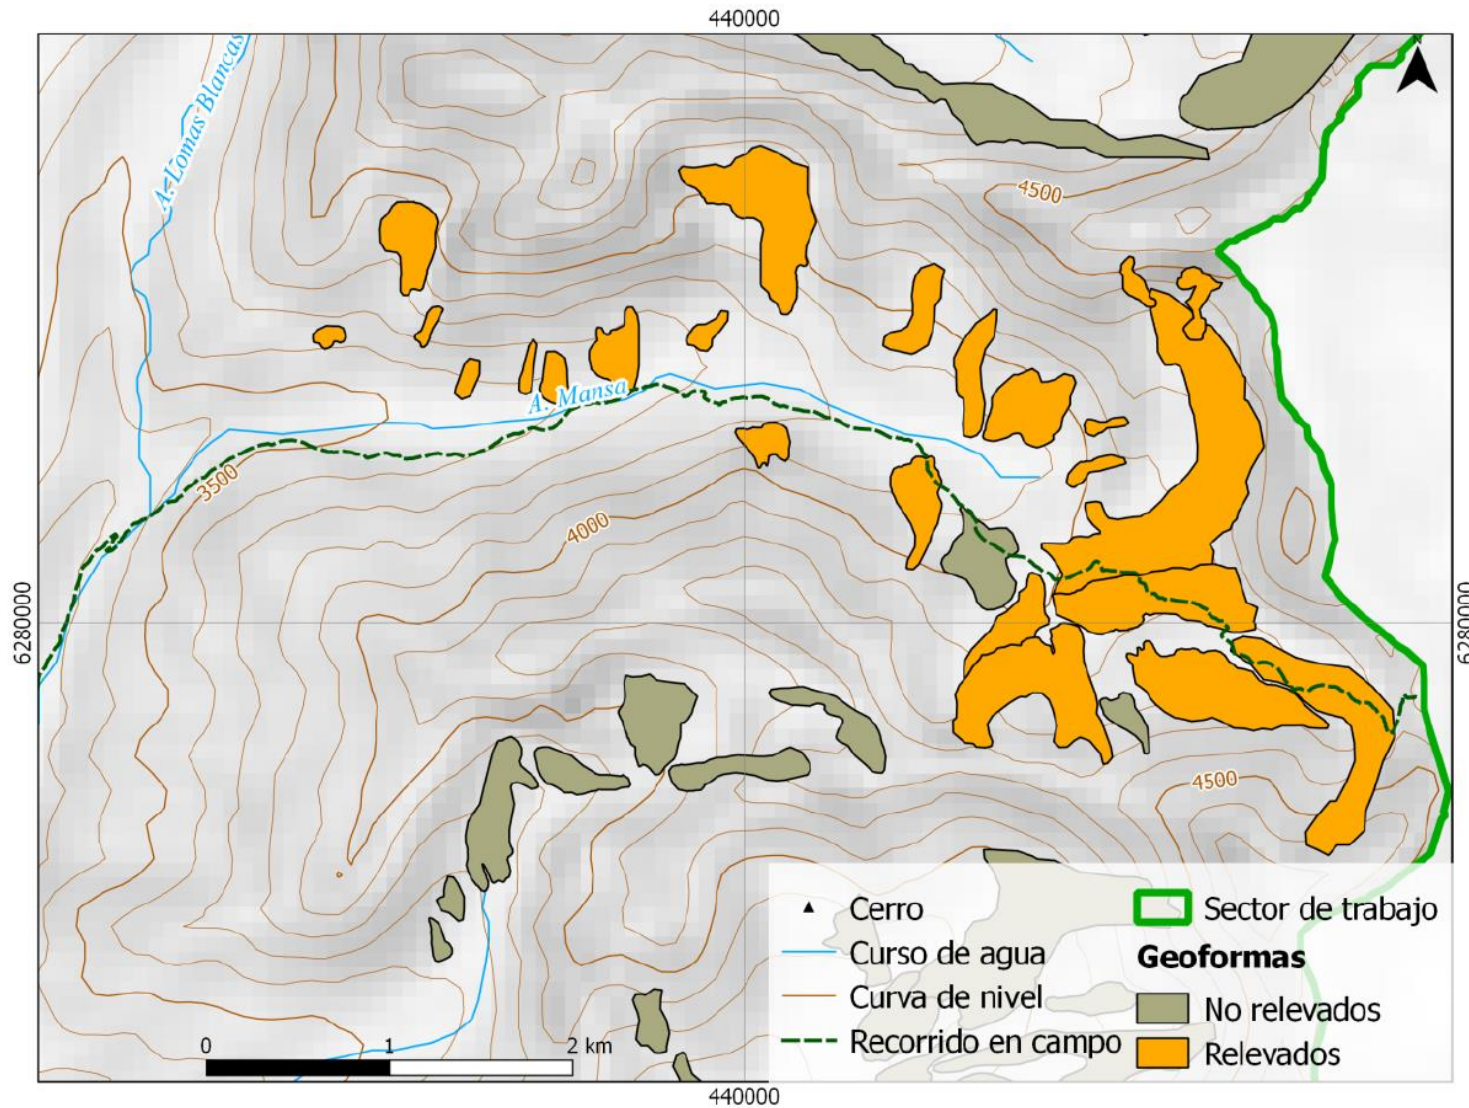 440000
A. Lomas Blancas
4500
A. Mansa
3500
4000
6280000
6280000
4500
0 1 2 km
Cerro
Curso de agua
Curva de nivel
Recorrido en campo
Sector de trabajo
Geoformas
No relevados
Relevados
440000